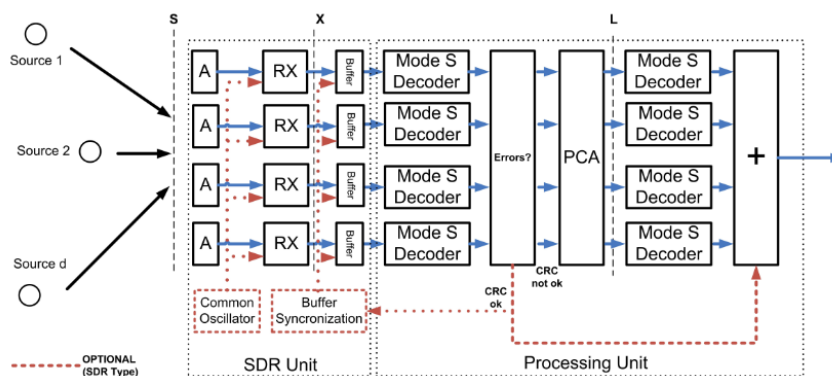 S
X
L
Source 1
Source 2
Source d
A
RX
Buffer
Mode S
Decoder
Mode S
Decoder
A
RX
Buffer
Mode S
Decoder
Mode S
Decoder
Errors?
PCA
+
A
RX
Buffer
Mode S
Decoder
Mode S
Decoder
A
RX
Buffer
Mode S
Decoder
Mode S
Decoder
CRC
not ok
CRC
ok
Common
Oscillator
Buffer
Syncronization
OPTIONAL
(SDR Type)
SDR Unit
Processing Unit